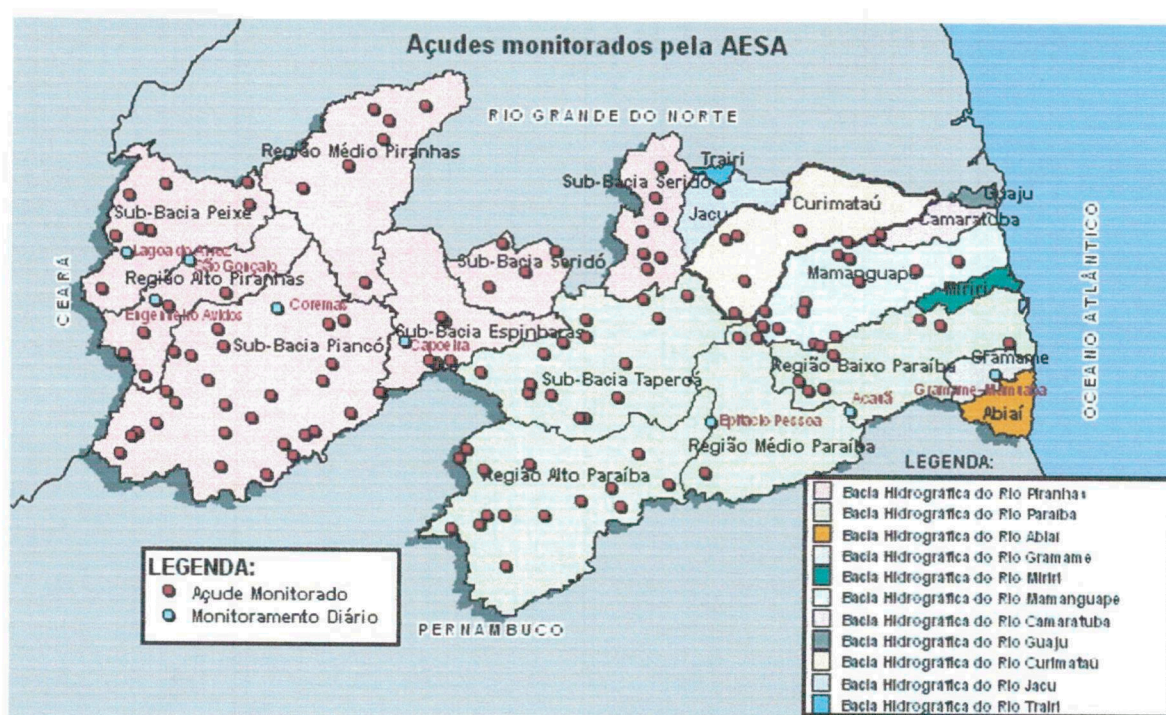 Açudes monitorados pela AESA
RIO GRANDE DO NORTE
Região Médio Piranhas
Trairi
Sub-Bacia Seridó
Guaju
Sub-Bacia Peixe
Jacu
Curimataú
Camaratuba
OCEANO ATLÂNTICO
CEARÁ
São Gonçalo
Sub-Bacia Seridó
Mamanguape
Região Alto Piranhas
Miriri
Coremas
Engenheiro Avidos
Sub-Bacia Espinharas
Sub-Bacia Piancó
Capoeira
Região Baixo Paraíba
Gramame
Sub-Bacia Taperoá
Acauã
Abiaí
Epitácio Pessoa
Região Médio Paraíba
Região Alto Paraíba
LEGENDA:
Açude Monitorado
Monitoramento Diário
PERNAMBUCO
LEGENDA:
Bacia Hidrográfica do Rio Piranhas
Bacia Hidrográfica do Rio Paraíba
Bacia Hidrográfica do Rio Abiaí
Bacia Hidrográfica do Rio Gramame
Bacia Hidrográfica do Rio Miriri
Bacia Hidrográfica do Rio Mamanguape
Bacia Hidrográfica do Rio Camaratuba
Bacia Hidrográfica do Rio Guaju
Bacia Hidrográfica do Rio Curimataú
Bacia Hidrográfica do Rio Jacu
Bacia Hidrográfica do Rio Trairi